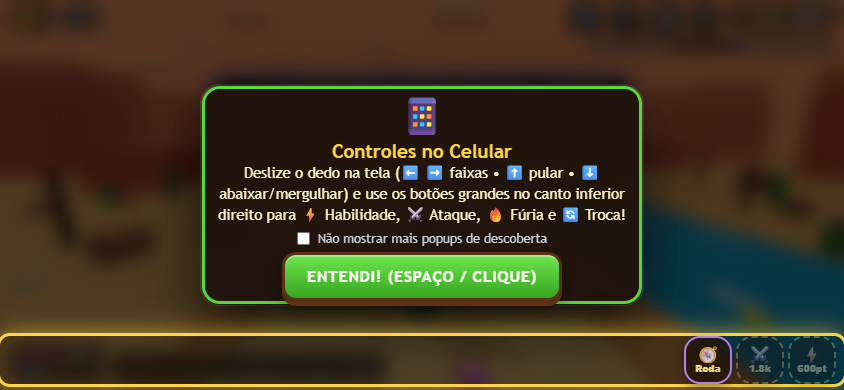 Controles no Celular
Deslize o dedo na tela (⬅️ ➡️ faixas • ⬆️ pular • ⬇️
abaixar/mergulhar) e use os botões grandes no canto inferior
direito para ⚡ Habilidade, ⚔️ Ataque, 🔥 Fúria e 🔄 Troca!
Não mostrar mais popups de descoberta
ENTENDI! (ESPAÇO / CLIQUE)
Roda 1.8k 600pt